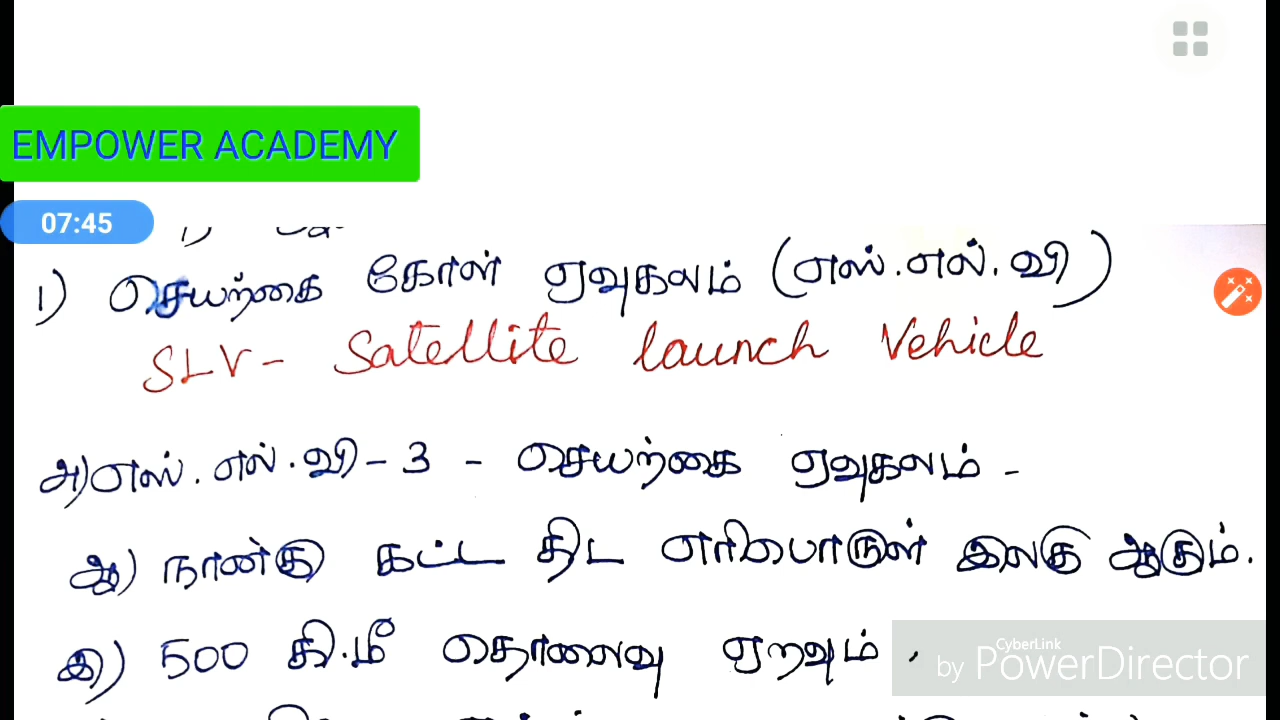 EMPOWER ACADEMY
07:45
1) செயற்கை கோள் ஏவுகலம் (எஸ்.எல்.வி)
SLV- Satellite launch Vehicle
அ) எஸ்.எல்.வி-3 - செயற்கை ஏவுகலம் -
ஆ) நான்கு கட்ட திட எரிபொருள் இலகு ஆகும்.
இ) 500 கி.மீ தொலைவு ஏறவும் .
CyberLink
by PowerDirector